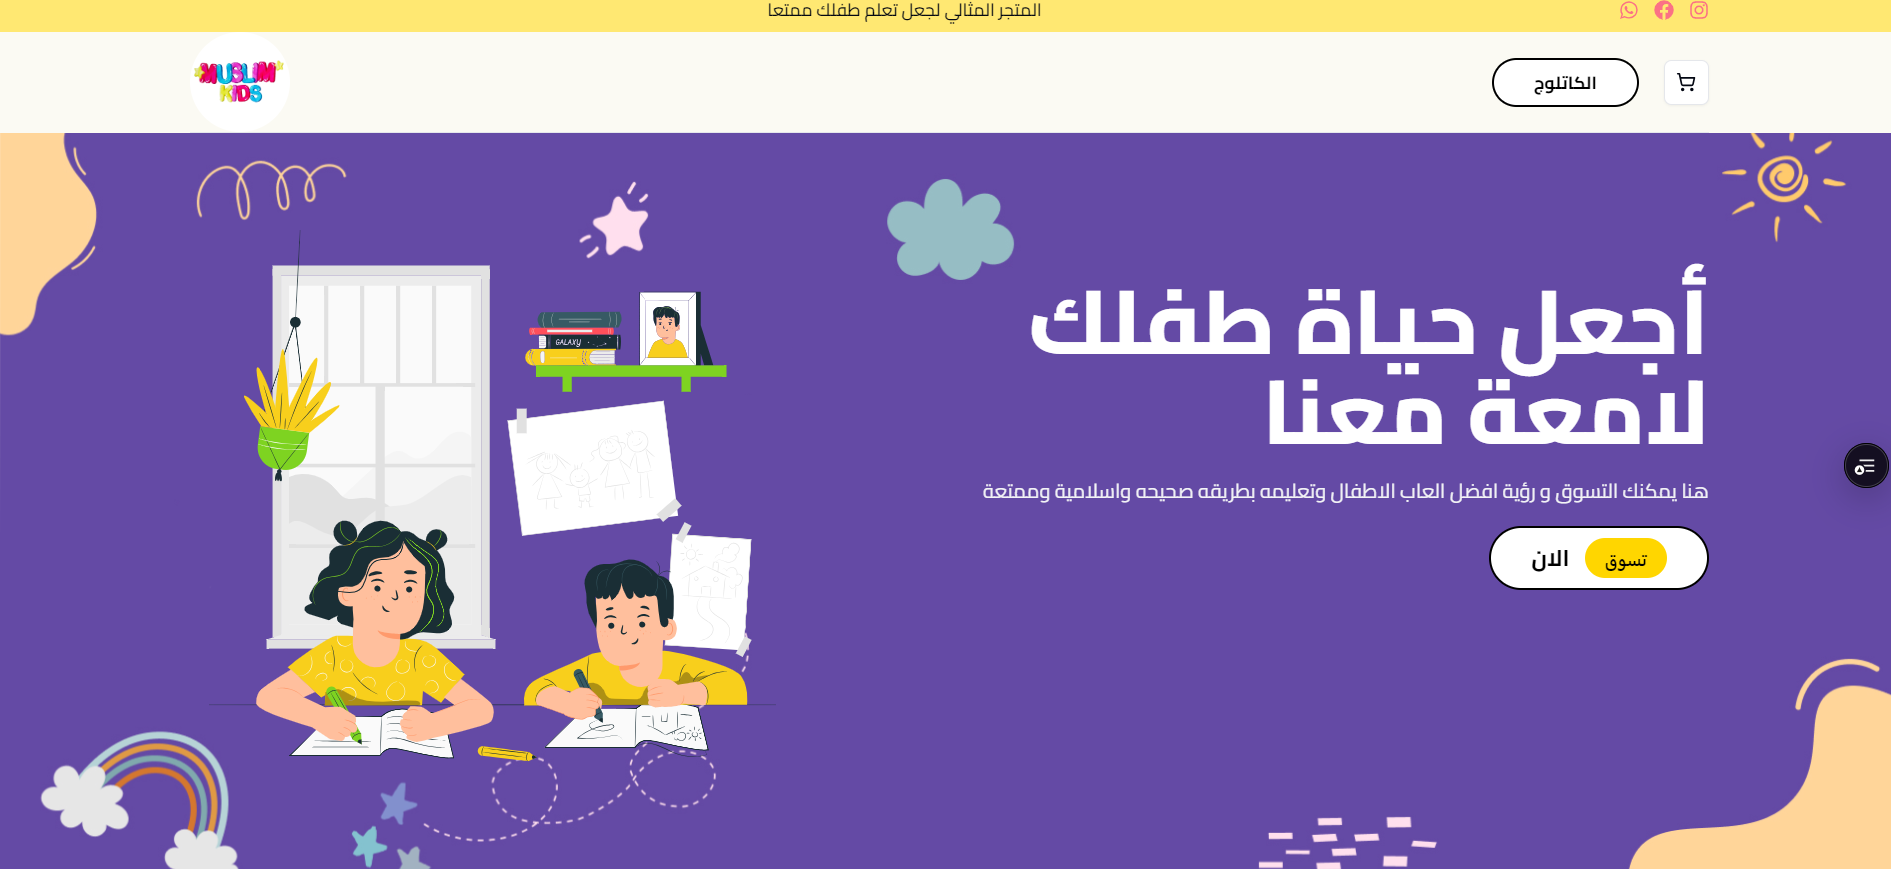 المتجر المثالي لجعل تعلم طفلك ممتعا
الكاتلوج
MUSLIM
KIDS
أجعل حياة طفلك
لامعة معنا
هنا يمكنك التسوق و رؤية افضل العاب الاطفال وتعليمه بطريقه صحيحه واسلامية وممتعة
تسوق الان
GALAXY